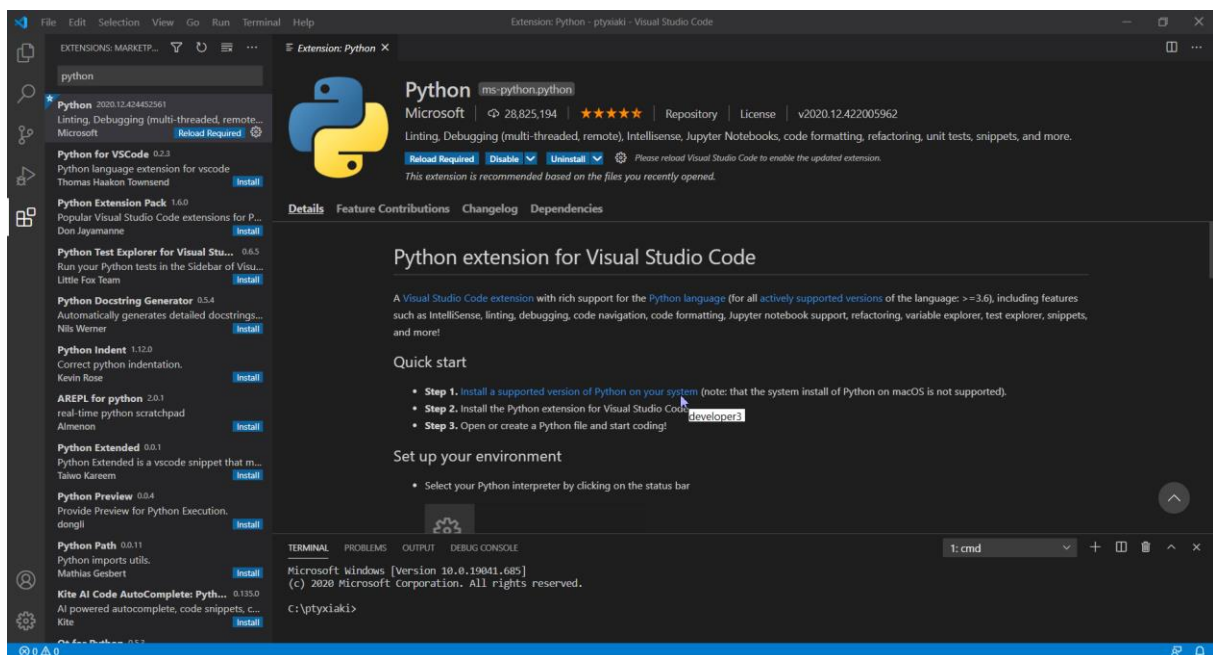 File Edit Selection View Go Run Terminal Help
Extension: Python - ptyxiaki - Visual Studio Code
EXTENSIONS: MARKETP...
python
Python 2020.12.424452561
Linting, Debugging (multi-threaded, remote...
Microsoft Reload Required
Python for VSCode 0.2.3
Python language extension for vscode
Thomas Haakon Townsend Install
Python Extension Pack 1.6.0
Popular Visual Studio Code extensions for P...
Don Jayamanne Install
Python Test Explorer for Visual Stu... 0.6.5
Run your Python tests in the Sidebar of Visu...
Little Fox Team Install
Python Docstring Generator 0.5.4
Automatically generates detailed docstrings...
Nils Werner Install
Python Indent 1.12.0
Correct python indentation.
Kevin Rose Install
AREPL for python 2.0.1
real-time python scratchpad
Almenon Install
Python Extended 0.0.1
Python Extended is a vscode snippet that m...
Taiwo Kareem Install
Python Preview 0.0.4
Provide Preview for Python Execution.
dongli Install
Python Path 0.0.11
Python imports utils.
Mathias Gesbert Install
Kite AI Code AutoComplete: Pyth... 0.135.0
AI powered autocomplete, code snippets, c...
Kite Install
Extension: Python
Python ms-python.python
Microsoft 28,825,194 Repository License v2020.12.422005962
Linting, Debugging (multi-threaded, remote), Intellisense, Jupyter Notebooks, code formatting, refactoring, unit tests, snippets, and more.
Reload Required Disable Uninstall Please reload Visual Studio Code to enable the updated extension.
This extension is recommended based on the files you recently opened.
Details Feature Contributions Changelog Dependencies
Python extension for Visual Studio Code
A Visual Studio Code extension with rich support for the Python language (for all actively supported versions of the language: >=3.6), including features
such as IntelliSense, linting, debugging, code navigation, code formatting, Jupyter notebook support, refactoring, variable explorer, test explorer, snippets,
and more!
Quick start
• Step 1. Install a supported version of Python on your system (note: that the system install of Python on macOS is not supported).
• Step 2. Install the Python extension for Visual Studio Code
developer3
• Step 3. Open or create a Python file and start coding!
Set up your environment
• Select your Python interpreter by clicking on the status bar
TERMINAL PROBLEMS OUTPUT DEBUG CONSOLE 1: cmd
Microsoft Windows [Version 10.0.19041.685]
(c) 2020 Microsoft Corporation. All rights reserved.
C:\ptyxiaki>
0 0